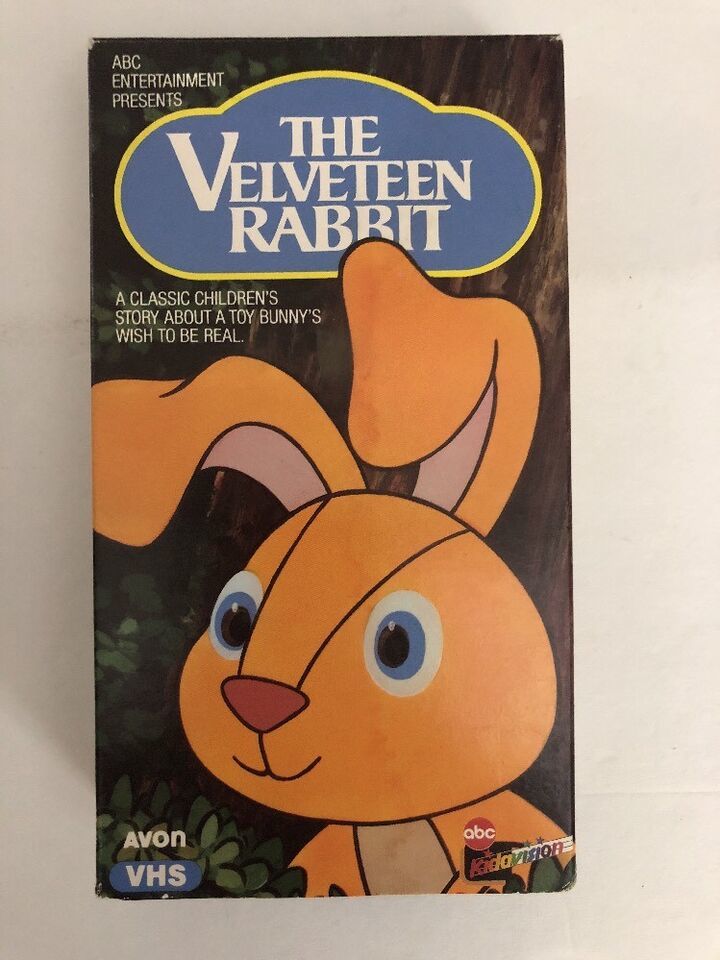 ABC
ENTERTAINMENT
PRESENTS
THE
VELVETEEN
RABBIT
A CLASSIC CHILDREN'S
STORY ABOUT A TOY BUNNY'S
WISH TO BE REAL.
AVON
VHS
abc
Kidavision